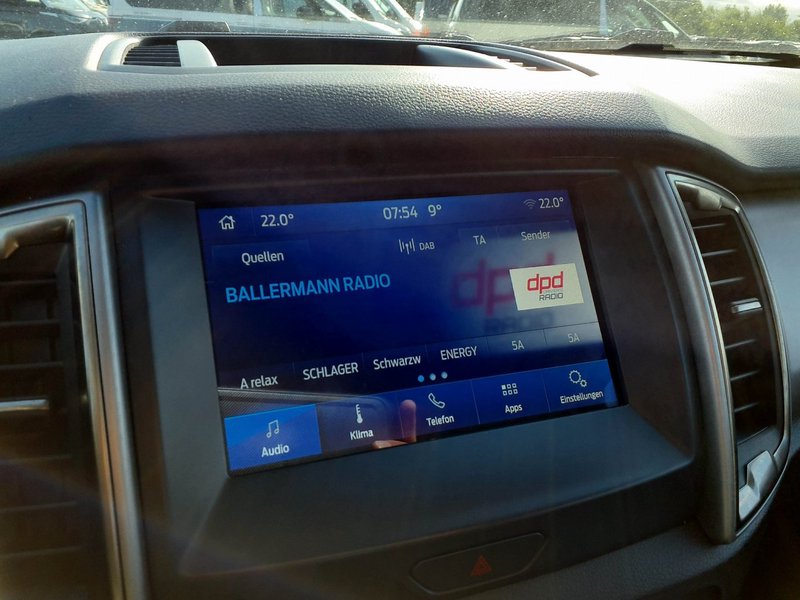 22.0° 07:54 9° 22.0°
Quellen DAB TA Sender
BALLERMANN RADIO
dpd
RADIO
A relax SCHLAGER Schwarzw ENERGY 5A 5A
Audio Klima Telefon Apps Einstellungen